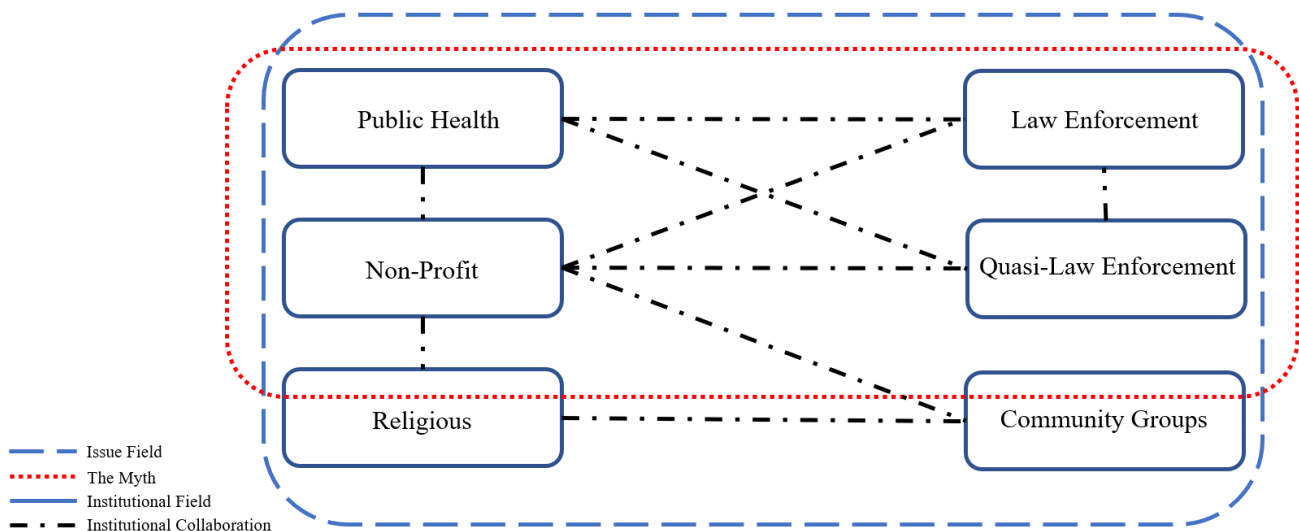 Public Health
Law Enforcement
Non-Profit
Quasi-Law Enforcement
Religious
Community Groups
Issue Field
The Myth
Institutional Field
Institutional Collaboration